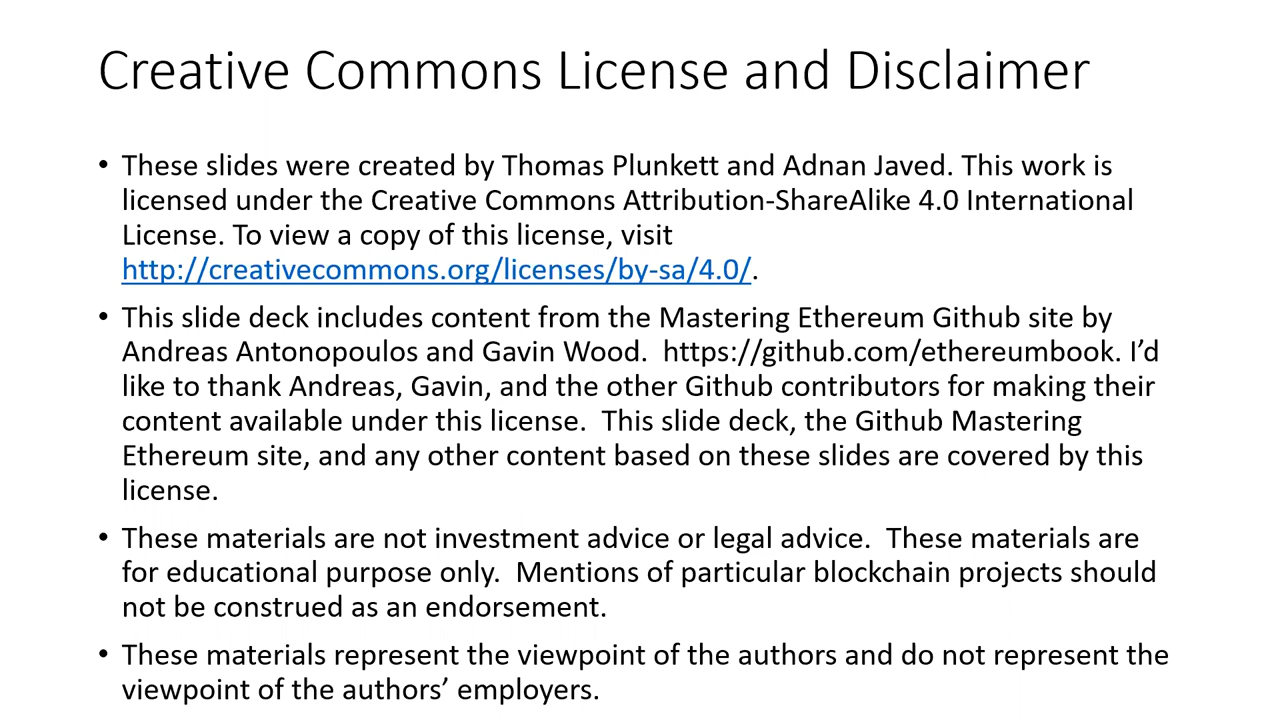 Creative Commons License and Disclaimer
• These slides were created by Thomas Plunkett and Adnan Javed. This work is
licensed under the Creative Commons Attribution-ShareAlike 4.0 International
License. To view a copy of this license, visit
http://creativecommons.org/licenses/by-sa/4.0/.
• This slide deck includes content from the Mastering Ethereum Github site by
Andreas Antonopoulos and Gavin Wood.  https://github.com/ethereumbook. I’d
like to thank Andreas, Gavin, and the other Github contributors for making their
content available under this license.  This slide deck, the Github Mastering
Ethereum site, and any other content based on these slides are covered by this
license.
• These materials are not investment advice or legal advice.  These materials are
for educational purpose only.  Mentions of particular blockchain projects should
not be construed as an endorsement.
• These materials represent the viewpoint of the authors and do not represent the
viewpoint of the authors’ employers.